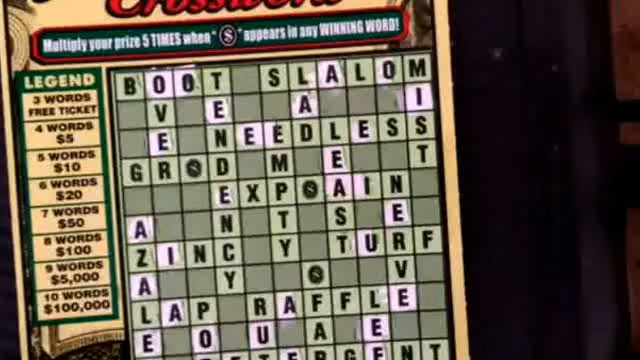 Crossword
Multiply your prize 5 TIMES when "$" appears in any WINNING WORD!
LEGEND
3 WORDS
FREE TICKET
4 WORDS
$5
5 WORDS
$10
6 WORDS
$20
7 WORDS
$50
8 WORDS
$100
9 WORDS
$5,000
10 WORDS
$100,000
BOOT SLALOM
V E A I
E NEEDLESS
GR$D M E T
EXP$AIN
A N T S E
ZINC Y TURF
A Y $ V
LAP RAFFLE
E O U A E